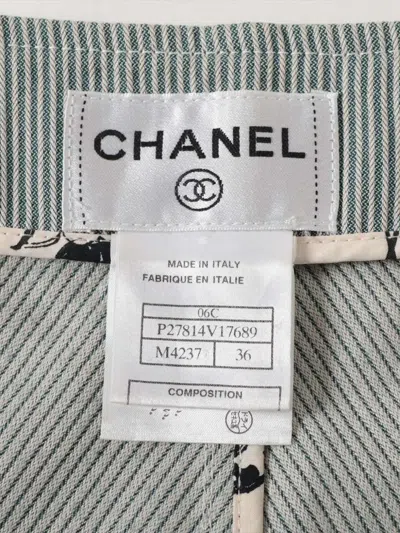 CHANEL
MADE IN ITALY
FABRIQUE EN ITALIE
06C
P27814V17689
M4237 36
COMPOSITION